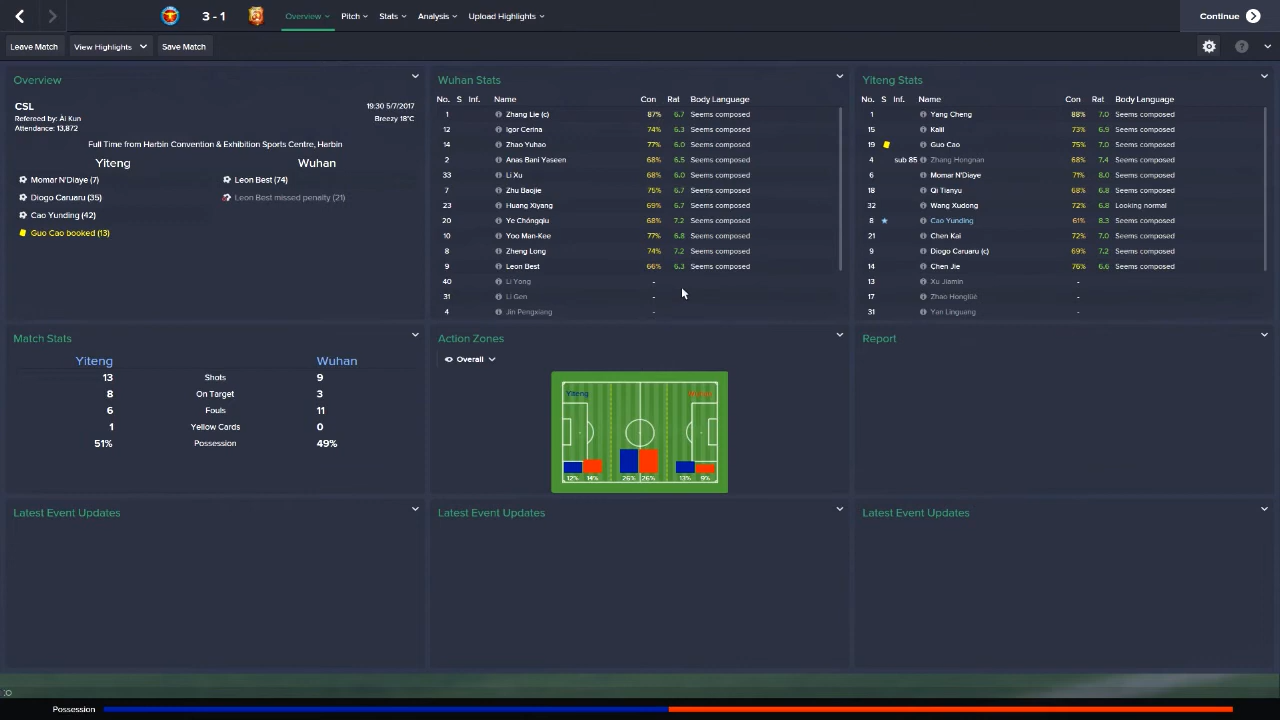 3 - 1 Overview Pitch Stats Analysis Upload Highlights Continue
Leave Match View Highlights Save Match ?
Overview
CSL 19:30 5/7/2017
Refereed by: Ai Kun Breezy 18°C
Attendance: 13,872
Full Time from Harbin Convention & Exhibition Sports Centre, Harbin
Yiteng Wuhan
Momar N'Diaye (7) Leon Best (74)
Diogo Caruaru (35) Leon Best missed penalty (21)
Cao Yunding (42)
Guo Cao booked (13)
Wuhan Stats
No. S Inf. Name Con Rat Body Language
1 Zhang Lie (c) 87% 6.7 Seems composed
12 Igor Cerina 74% 6.3 Seems composed
14 Zhao Yuhao 77% 6.0 Seems composed
2 Anas Bani Yaseen 68% 6.5 Seems composed
33 Li Xu 68% 6.0 Seems composed
7 Zhu Baojie 75% 6.7 Seems composed
23 Huang Xiyang 69% 6.7 Seems composed
20 Ye Chóngqiu 68% 7.2 Seems composed
10 Yoo Man-Kee 77% 6.8 Seems composed
8 Zheng Long 74% 7.2 Seems composed
9 Leon Best 66% 6.3 Seems composed
40 Li Yong -
31 Li Gen -
4 Jin Pengxiang -
Yiteng Stats
No. S Inf. Name Con Rat Body Language
1 Yang Cheng 88% 7.0 Seems composed
15 Kalil 73% 6.9 Seems composed
19 Guo Cao 75% 7.0 Seems composed
4 sub 85 Zhang Hongnan 68% 7.4 Seems composed
6 Momar N'Diaye 71% 8.0 Seems composed
18 Qi Tianyu 68% 6.8 Seems composed
32 Wang Xudong 72% 6.8 Looking normal
8 Cao Yunding 61% 8.3 Seems composed
21 Chen Kai 72% 7.0 Seems composed
9 Diogo Caruaru (c) 69% 7.2 Seems composed
14 Chen Jie 76% 6.6 Seems composed
13 Xu Jiamin -
17 Zhao Honglüè -
31 Yan Linguang -
Match Stats
Yiteng Wuhan
13 Shots 9
8 On Target 3
6 Fouls 11
1 Yellow Cards 0
51% Possession 49%
Action Zones
Overall
Yiteng Wuhan
12% 14% 26% 26% 13% 9%
Report
Latest Event Updates
Latest Event Updates
Latest Event Updates
Possession